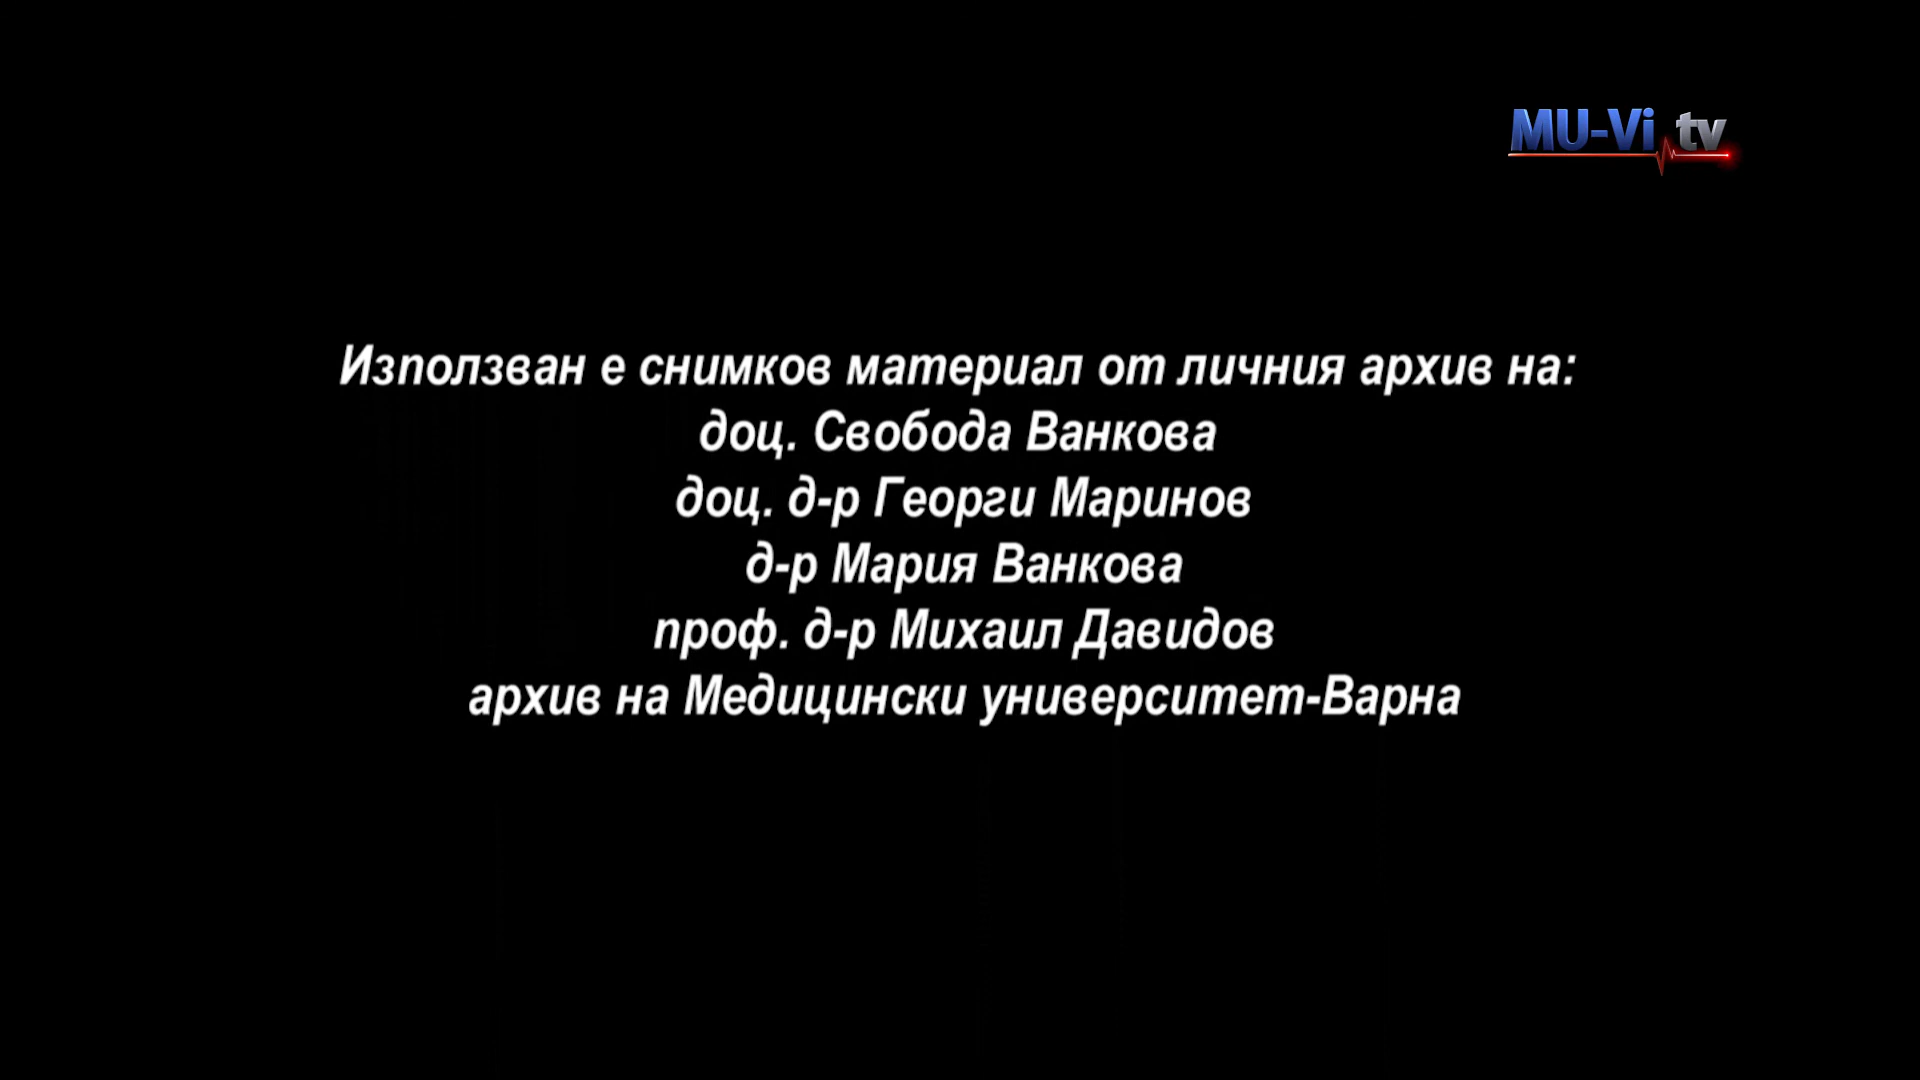 MU-Vi tv
Използван е снимков материал от личния архив на:
доц. Свобода Ванкова
доц. д-р Георги Маринов
д-р Мария Ванкова
проф. д-р Михаил Давидов
архив на Медицински университет-Варна